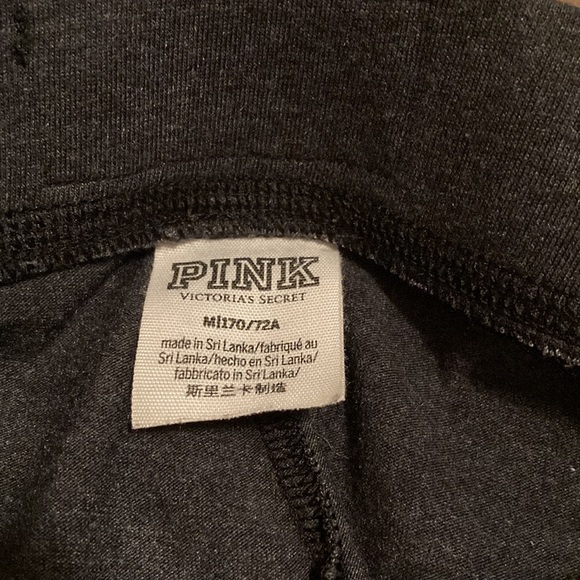 PINK
VICTORIA'S SECRET
M|170/72A
made in Sri Lanka/fabriqué au
Sri Lanka/hecho en Sri Lanka/
fabbricato in Sri Lanka/
斯里兰卡制造